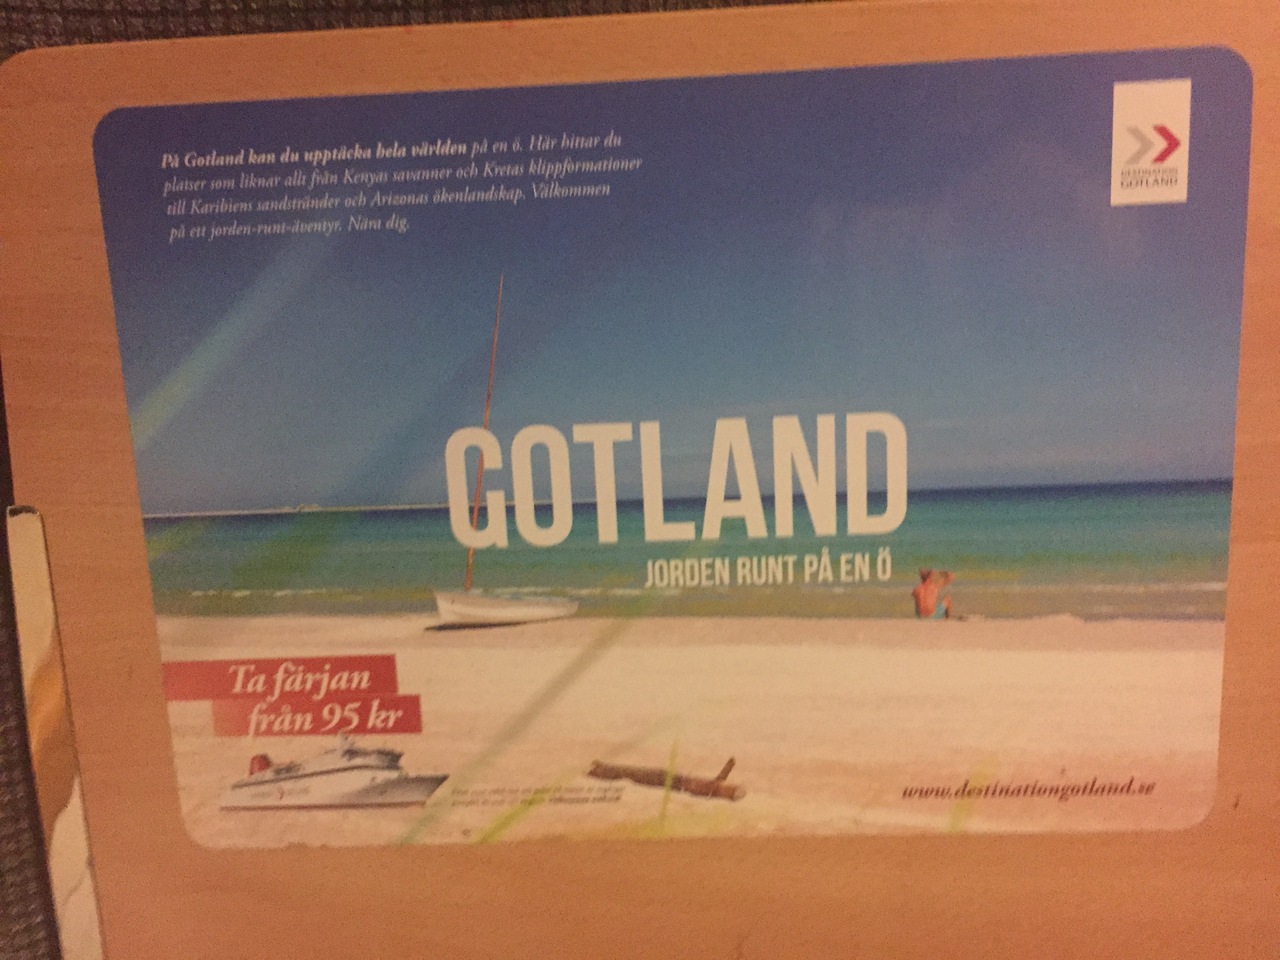 På Gotland kan du upptäcka hela världen på en ö. Här hittar du
platser som liknar allt från Kenyas savanner och Kretas klippformationer
till Karibiens sandstränder och Arizonas ökenlandskap. Välkommen
på ett jorden-runt-äventyr. Nära dig.
DESTINATION
GOTLAND
GOTLAND
JORDEN RUNT PÅ EN Ö
Ta färjan
från 95 kr
www.destinationgotland.se